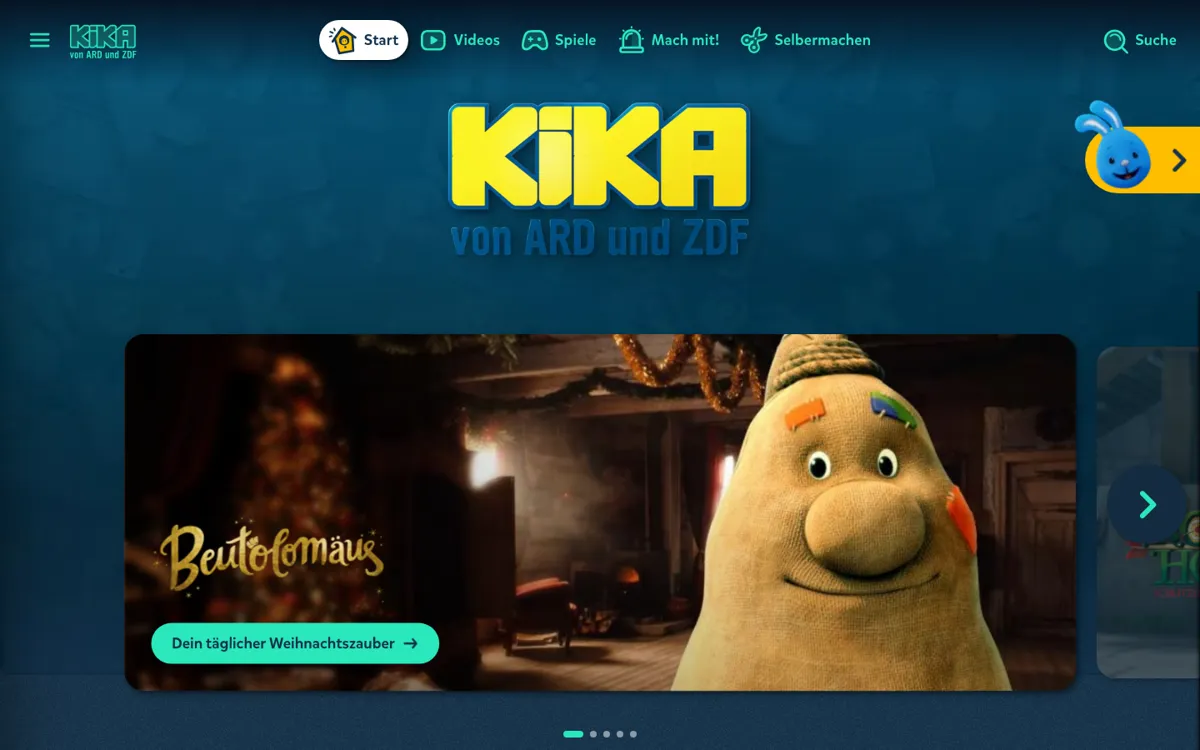 KiKA
von ARD und ZDF
Start
Videos
Spiele
Mach mit!
Selbermachen
Suche
KiKA
von ARD und ZDF
Beutolomäus
Dein täglicher Weihnachtszauber →